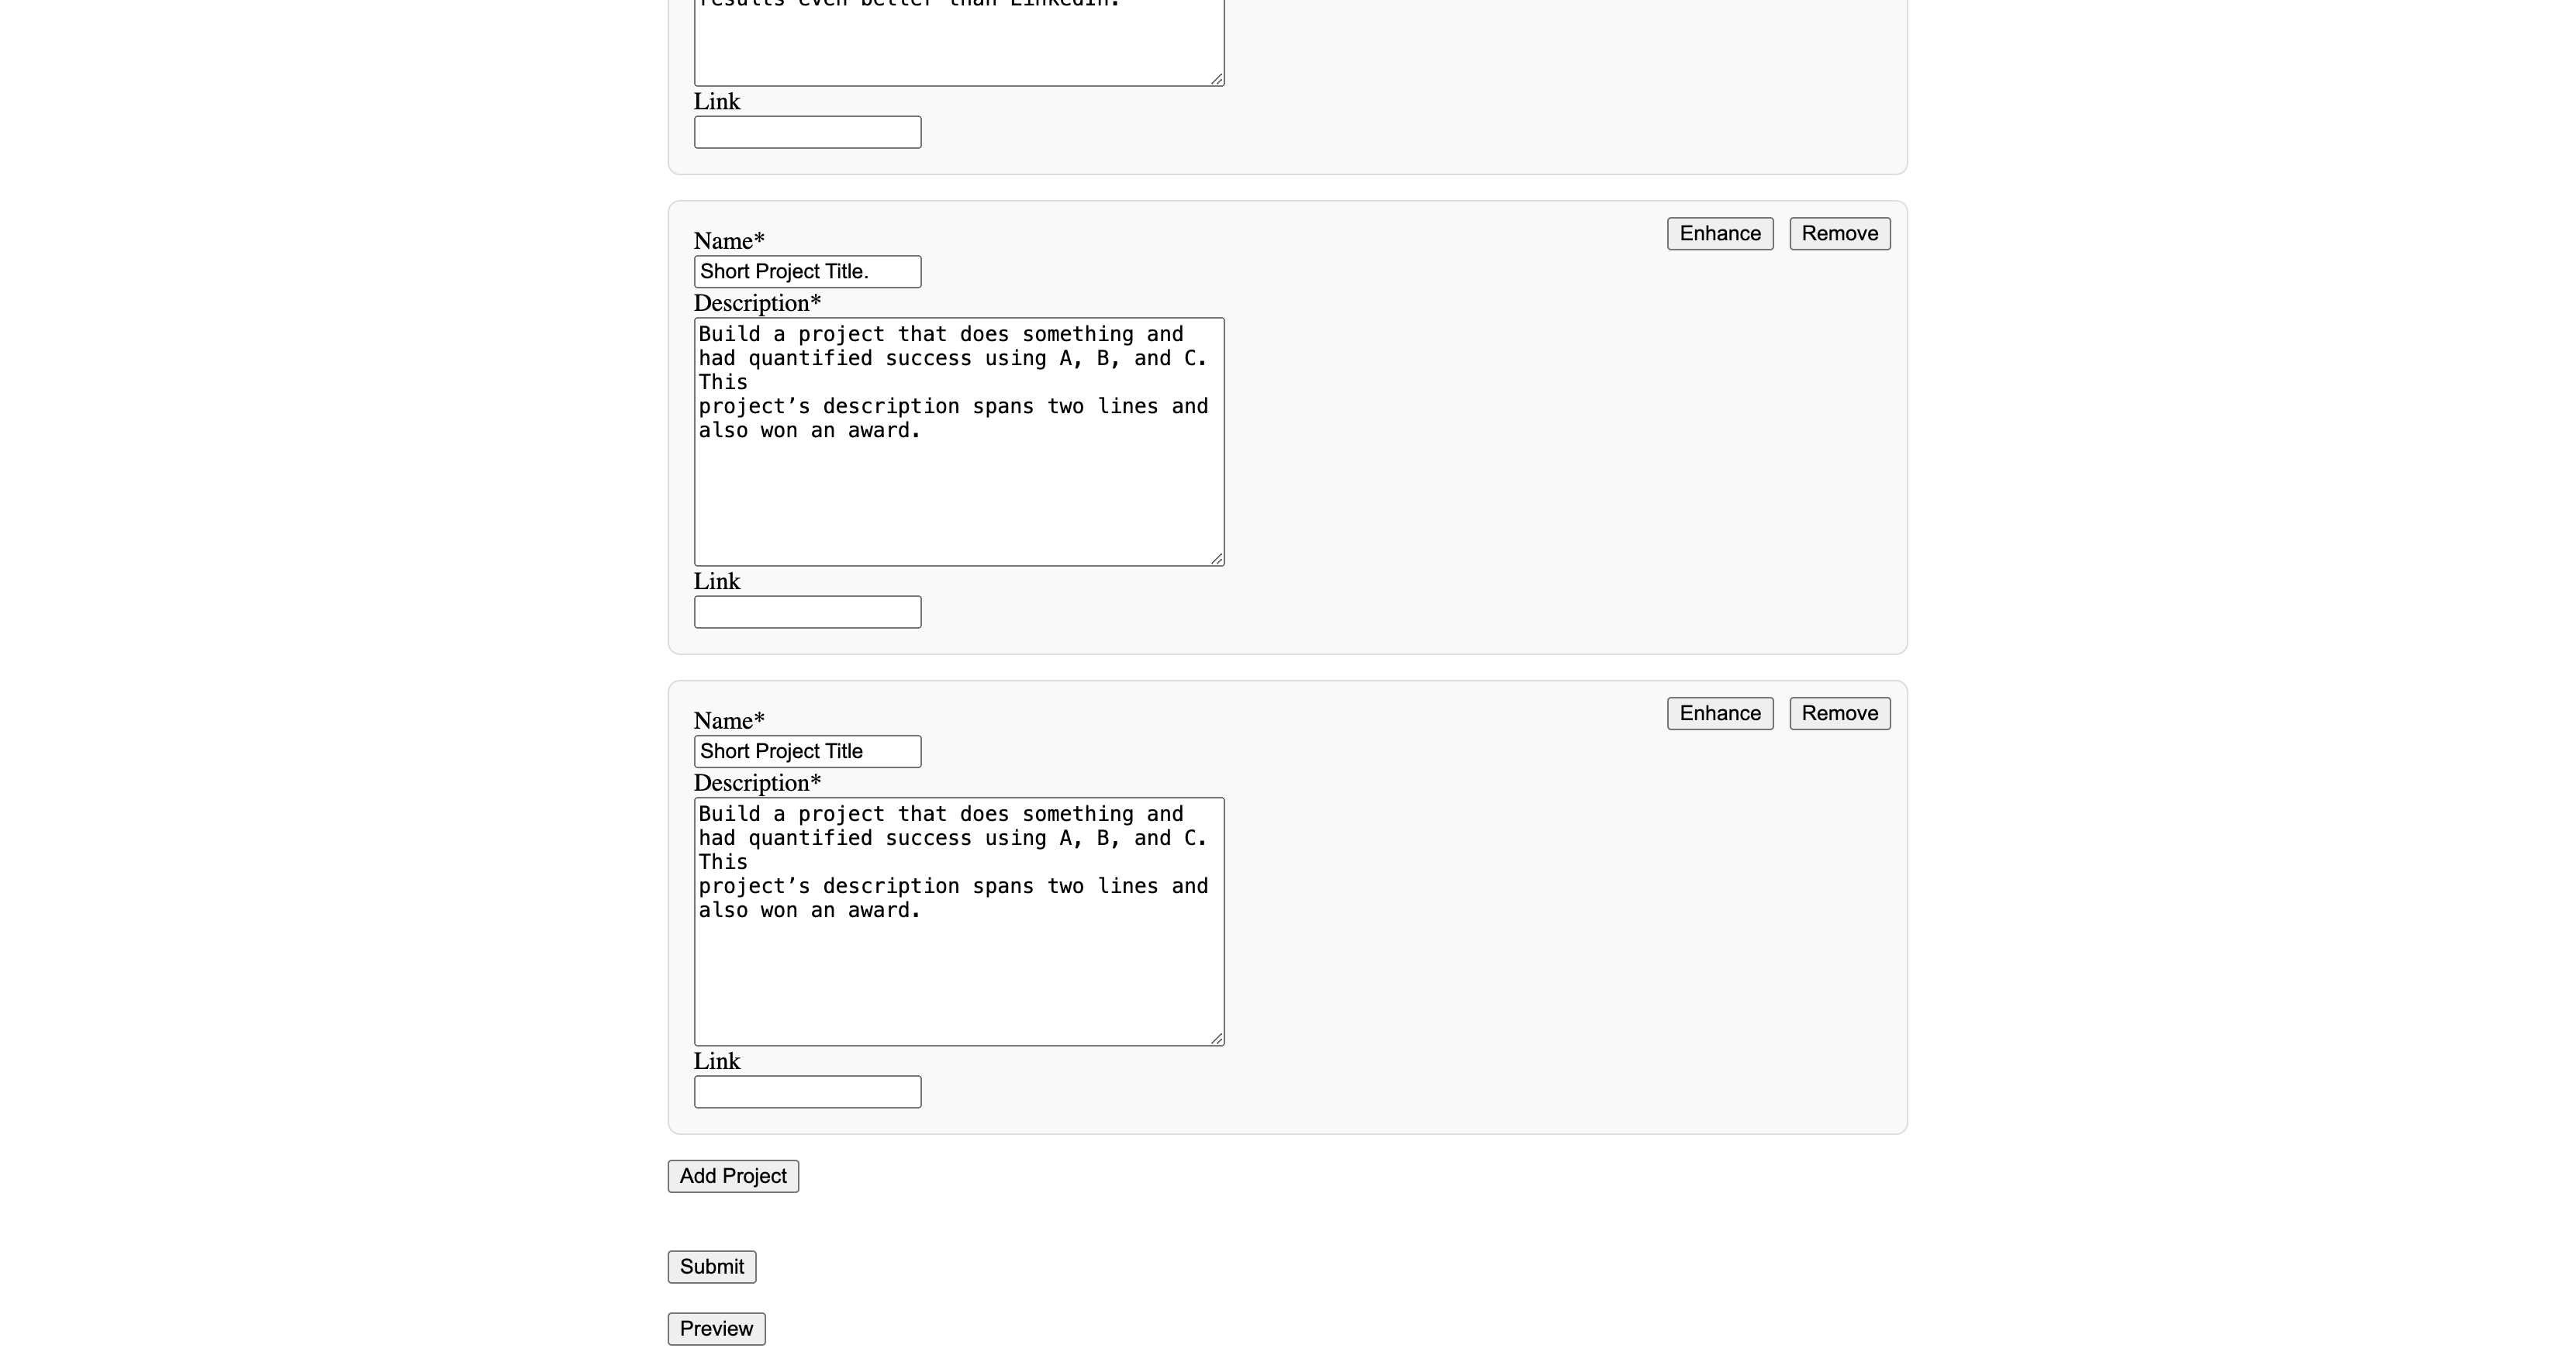 results even better than LinkedIn.
Link
Enhance Remove
Name*
Short Project Title.
Description*
Build a project that does something and
had quantified success using A, B, and C.
This
project’s description spans two lines and
also won an award.
Link
Enhance Remove
Name*
Short Project Title
Description*
Build a project that does something and
had quantified success using A, B, and C.
This
project’s description spans two lines and
also won an award.
Link
Add Project
Submit
Preview